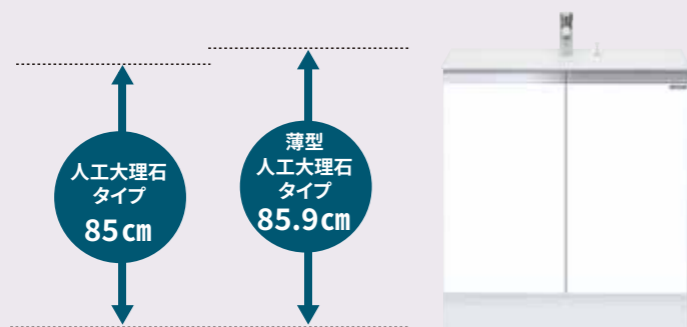 人工大理石
タイプ
85cm
薄型
人工大理石
タイプ
85.9cm